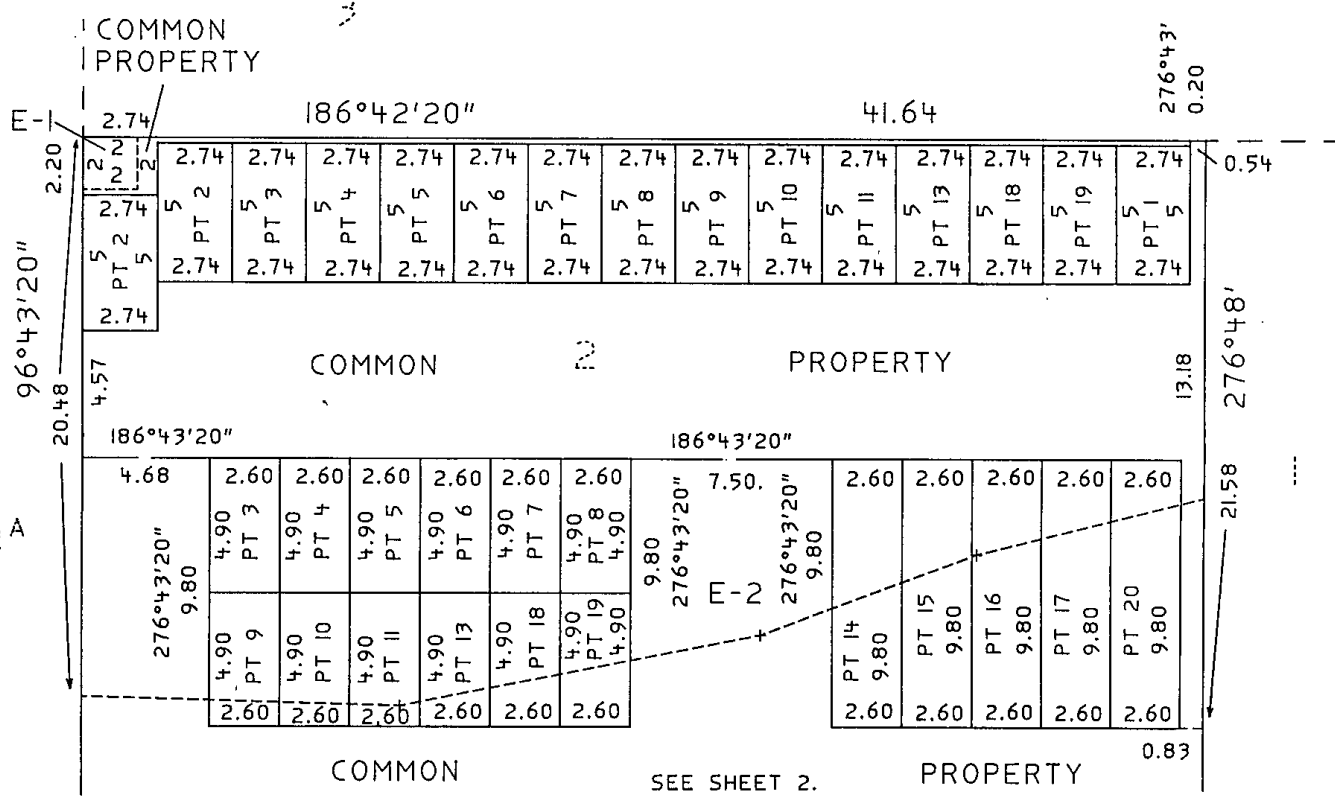 3
COMMON
PROPERTY
276°43'
0.20
E-1
2.74
186°42'20"
41.64
2.20
2 2 2 2
2.74 2.74 2.74 2.74 2.74 2.74 2.74 2.74 2.74 2.74 2.74 2.74 2.74 2.74
0.54
5 PT 2
5 PT 3
5 PT 4
5 PT 5
5 PT 6
5 PT 7
5 PT 8
5 PT 9
5 PT 10
5 PT 11
5 PT 13
5 PT 18
5 PT 19
5 PT 1 5
2.74 2.74 2.74 2.74 2.74 2.74 2.74 2.74 2.74 2.74 2.74 2.74 2.74 2.74
2.74
5 PT 2 5
2.74
96°43'20"
20.48
4.57
COMMON 2 PROPERTY
13.18
276°48'
21.58
186°43'20"
186°43'20"
4.68
2.60 2.60 2.60 2.60 2.60 2.60
7.50.
2.60 2.60 2.60 2.60 2.60
A
276°43'20"
9.80
4.90 PT 3
4.90 PT 4
4.90 PT 5
4.90 PT 6
4.90 PT 7
4.90 PT 8 4.90
9.80
276°43'20"
E-2
276°43'20"
9.80
4.90 PT 9
4.90 PT 10
4.90 PT 11
4.90 PT 13
4.90 PT 18
4.90 PT 19 4.90
PT 14 9.80
PT 15 9.80
PT 16 9.80
PT 17 9.80
PT 20 9.80
2.60 2.60 2.60 2.60 2.60 2.60
2.60 2.60 2.60 2.60 2.60
0.83
COMMON
SEE SHEET 2.
PROPERTY